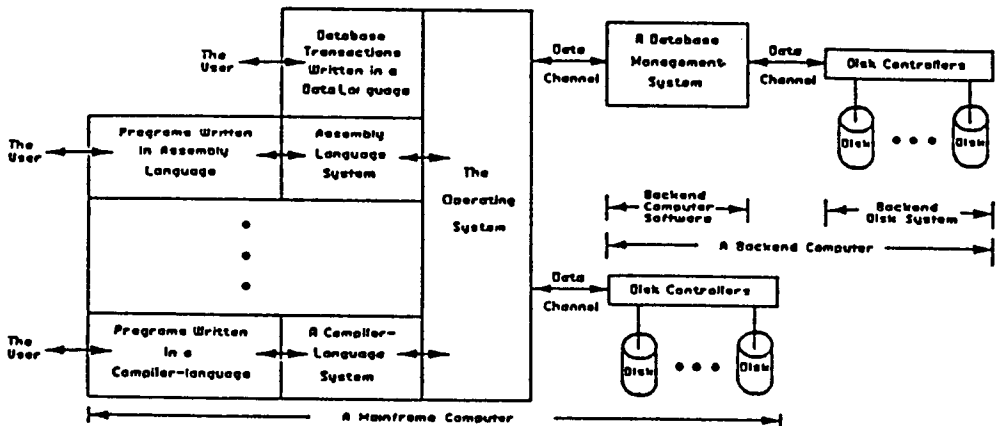 Database
Transactions
Written in a
DataLanguage
The
User
Data
Channel
A Database
Management
System
Data
Channel
Disk Controllers
Disk
Disk
The
User
Programs Written
in Assembly
Language
Assembly
Language
System
The
Operating
System
Backend
Computer
Software
Backend
Disk System
A Backend Computer
Data
Channel
Disk Controllers
Disk
Disk
The
User
Programs Written
in a
Compiler-language
A Compiler-
Language
System
A Mainframe Computer